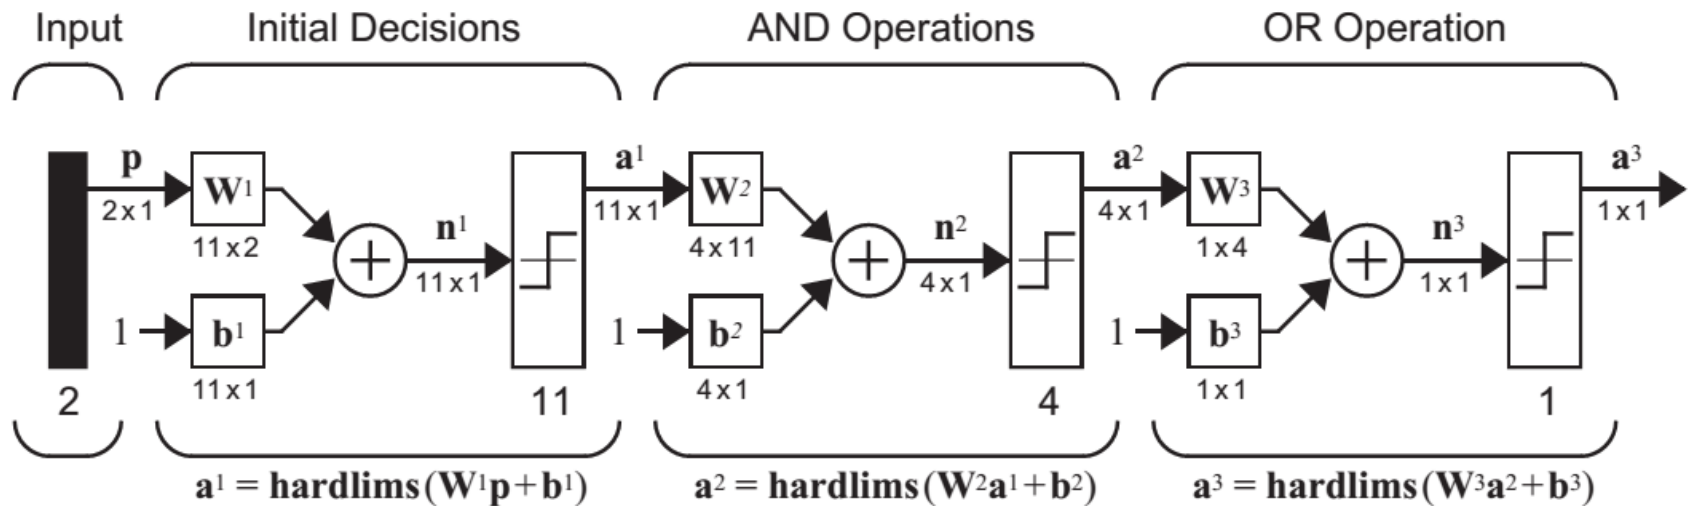 Input Initial Decisions AND Operations OR Operation
p a¹ a² a³
W¹ W² W³
2 x 1 11 x 1 4 x 1 1 x 1
n¹ n² n³
11 x 2 4 x 11 1 x 4
11 x 1 4 x 1 1 x 1
1 b¹ 1 b² 1 b³
11 x 1 4 x 1 1 x 1
2 11 4 1
a¹ = hardlims (W¹p + b¹) a² = hardlims (W²a¹ + b²) a³ = hardlims (W³a² + b³)